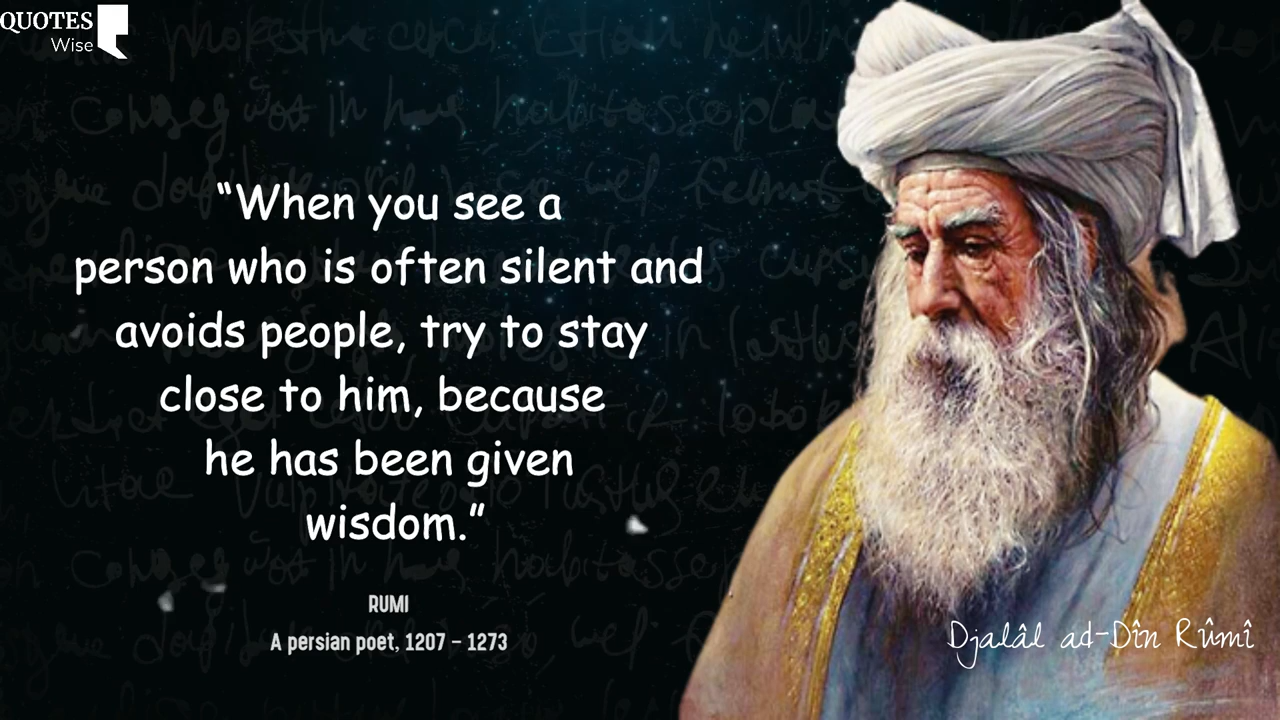 QUOTES
Wise
“When you see a
person who is often silent and
avoids people, try to stay
close to him, because
he has been given
wisdom.”
RUMI
A persian poet, 1207 – 1273
Djalâl ad-Dîn Rûmî